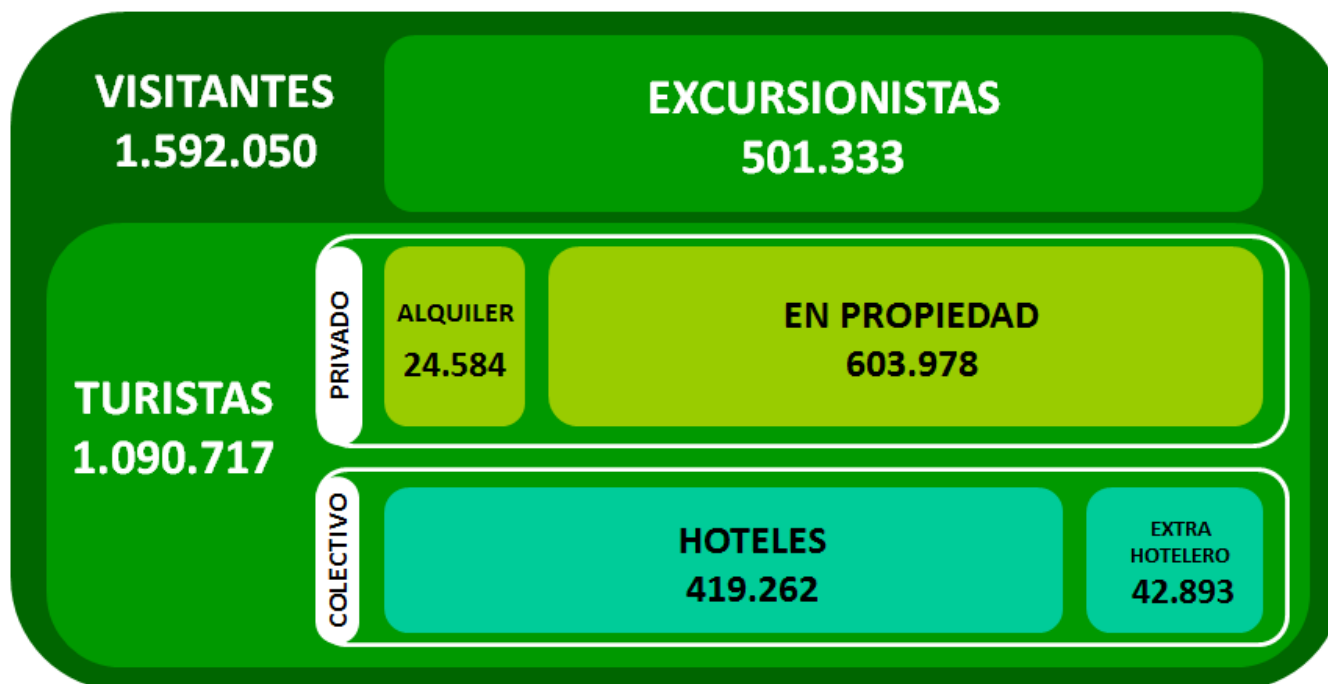 VISITANTES
1.592.050
EXCURSIONISTAS
501.333
TURISTAS
1.090.717
PRIVADO
ALQUILER
24.584
EN PROPIEDAD
603.978
COLECTIVO
HOTELES
419.262
EXTRA
HOTELERO
42.893